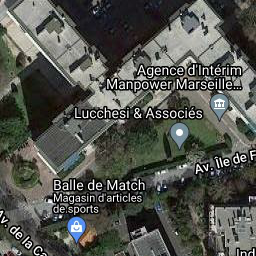 Agence d'Intérim
Manpower Marseille...
Lucchesi & Associés
Av. Île de F
Balle de Match
Magasin d'articles
de sports
Av. de la Ca
Ind